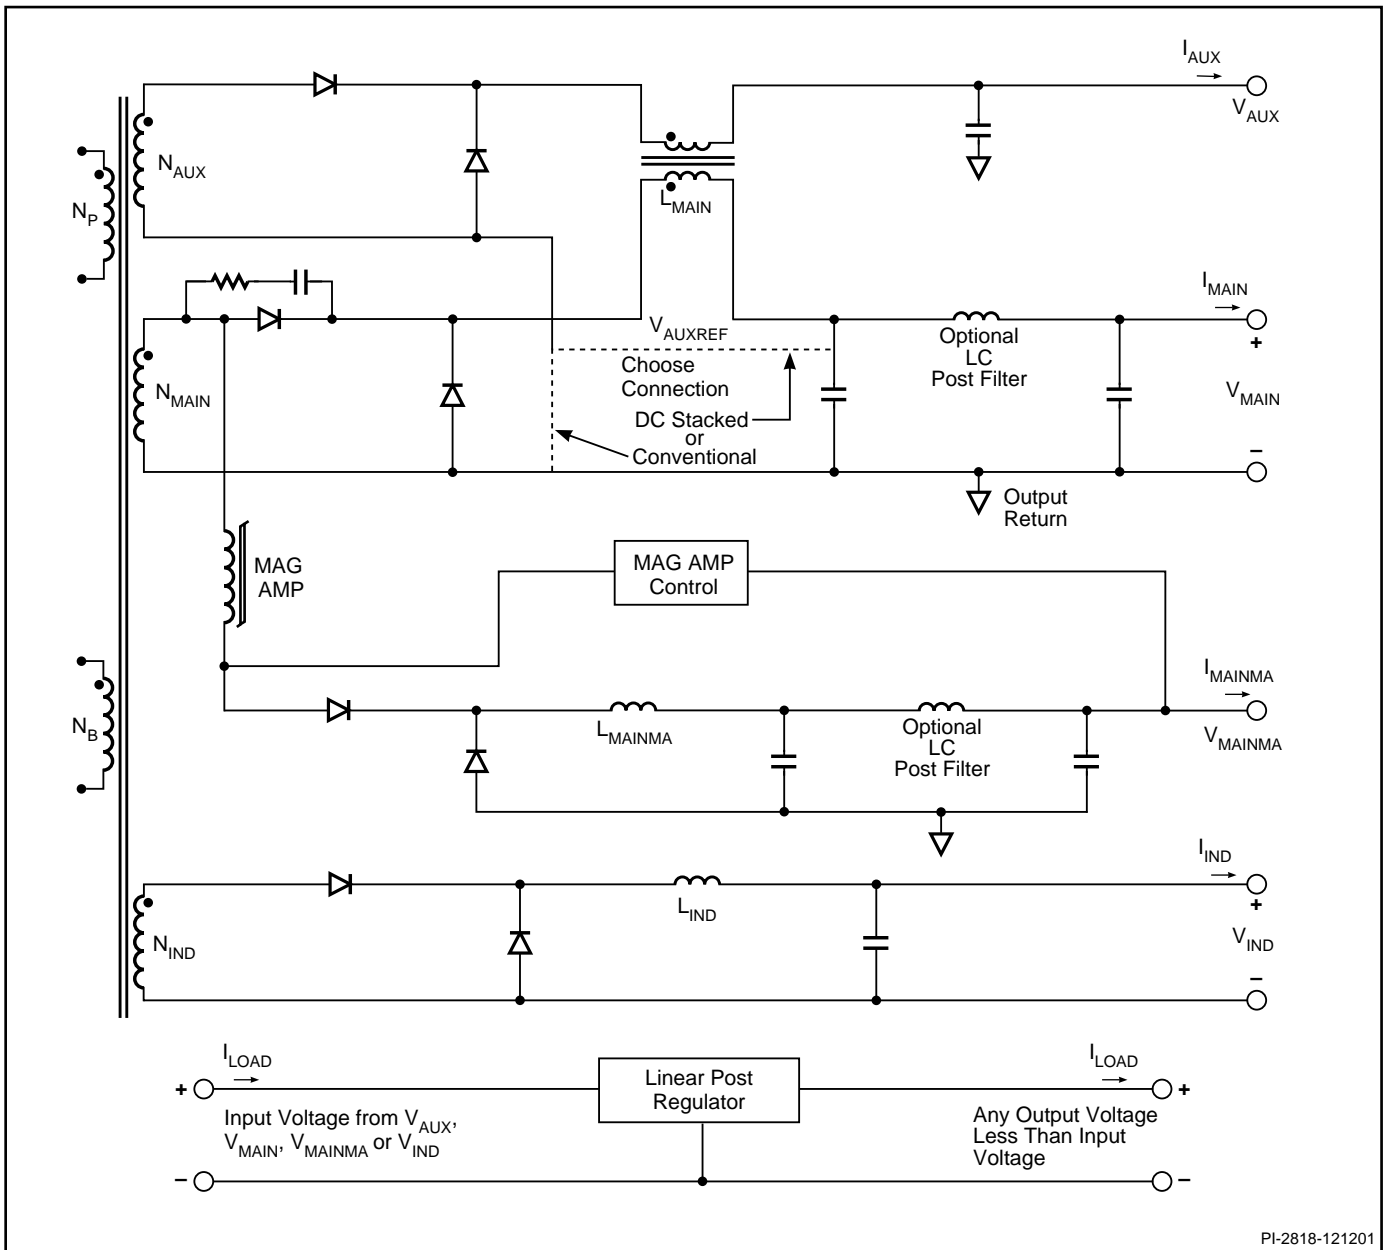 I_AUX
V_AUX
N_AUX
N_P
L_MAIN
I_MAIN
V_AUXREF
+
Choose
Connection
Optional
LC
Post Filter
N_MAIN
V_MAIN
DC Stacked
or
Conventional
–
Output
Return
MAG
AMP
MAG AMP
Control
I_MAINMA
N_B
L_MAINMA
Optional
LC
Post Filter
V_MAINMA
I_IND
+
L_IND
N_IND
V_IND
–
I_LOAD
I_LOAD
+
Linear Post
Regulator
+
Input Voltage from V_AUX,
V_MAIN, V_MAINMA or V_IND
Any Output Voltage
Less Than Input
Voltage
–
–
PI-2818-121201